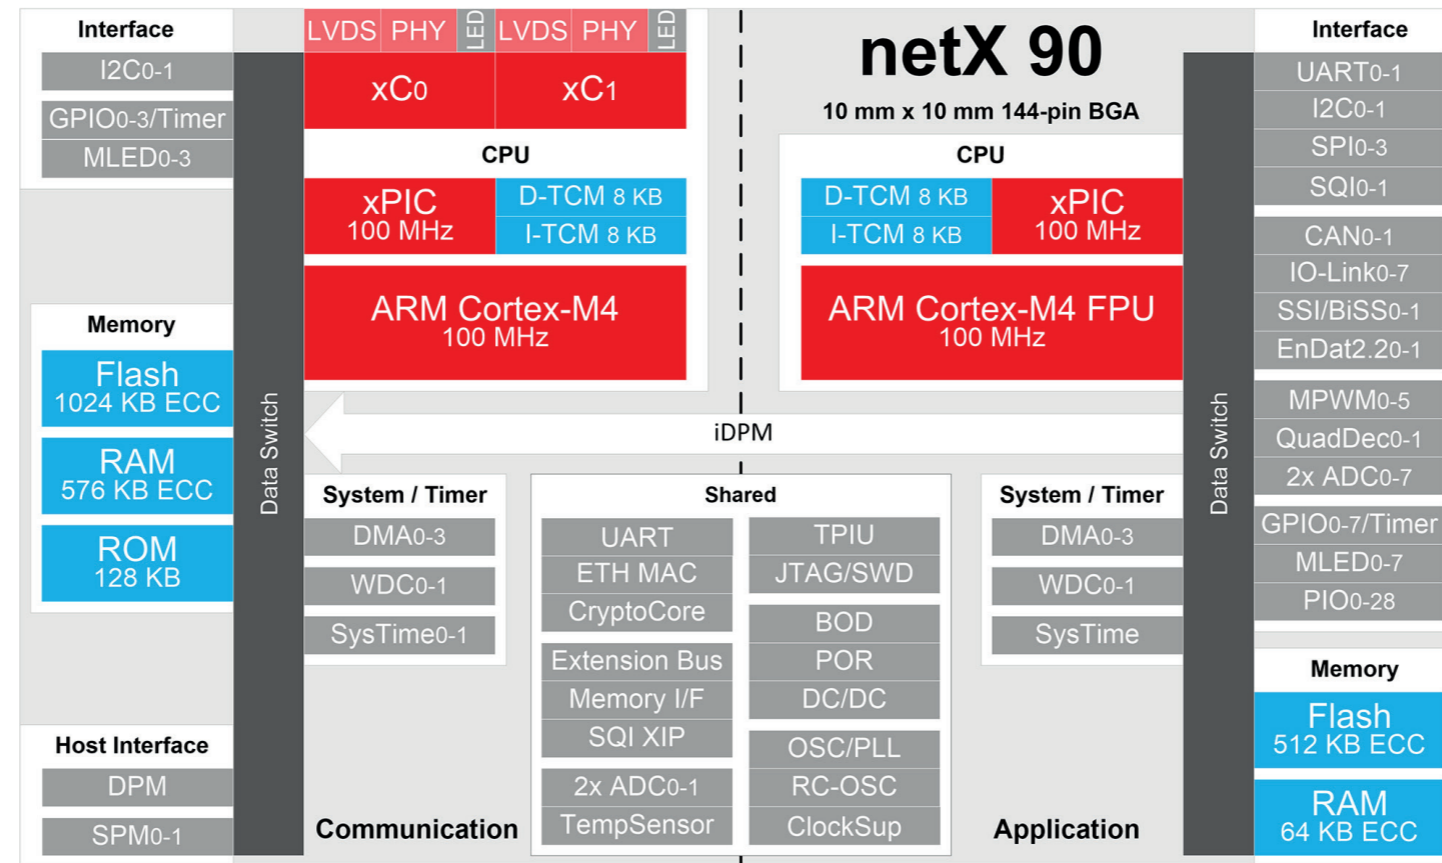 Interface
I2C0-1
GPIO0-3/Timer
MLED0-3
Memory
Flash
1024 KB ECC
RAM
576 KB ECC
ROM
128 KB
Host Interface
DPM
SPM0-1
Data Switch
LVDS PHY LED LVDS PHY LED
xC0 xC1
CPU
xPIC
100 MHz
D-TCM 8 KB
I-TCM 8 KB
ARM Cortex-M4
100 MHz
netX 90
10 mm x 10 mm 144-pin BGA
CPU
D-TCM 8 KB
I-TCM 8 KB
xPIC
100 MHz
ARM Cortex-M4 FPU
100 MHz
iDPM
System / Timer
DMA0-3
WDC0-1
SysTime0-1
Communication
Shared
UART
ETH MAC
CryptoCore
Extension Bus
Memory I/F
SQI XIP
2x ADC0-1
TempSensor
TPIU
JTAG/SWD
BOD
POR
DC/DC
OSC/PLL
RC-OSC
ClockSup
System / Timer
DMA0-3
WDC0-1
SysTime
Application
Data Switch
Interface
UART0-1
I2C0-1
SPI0-3
SQI0-1
CAN0-1
IO-Link0-7
SSI/BiSS0-1
EnDat2.20-1
MPWM0-5
QuadDec0-1
2x ADC0-7
GPIO0-7/Timer
MLED0-7
PIO0-28
Memory
Flash
512 KB ECC
RAM
64 KB ECC